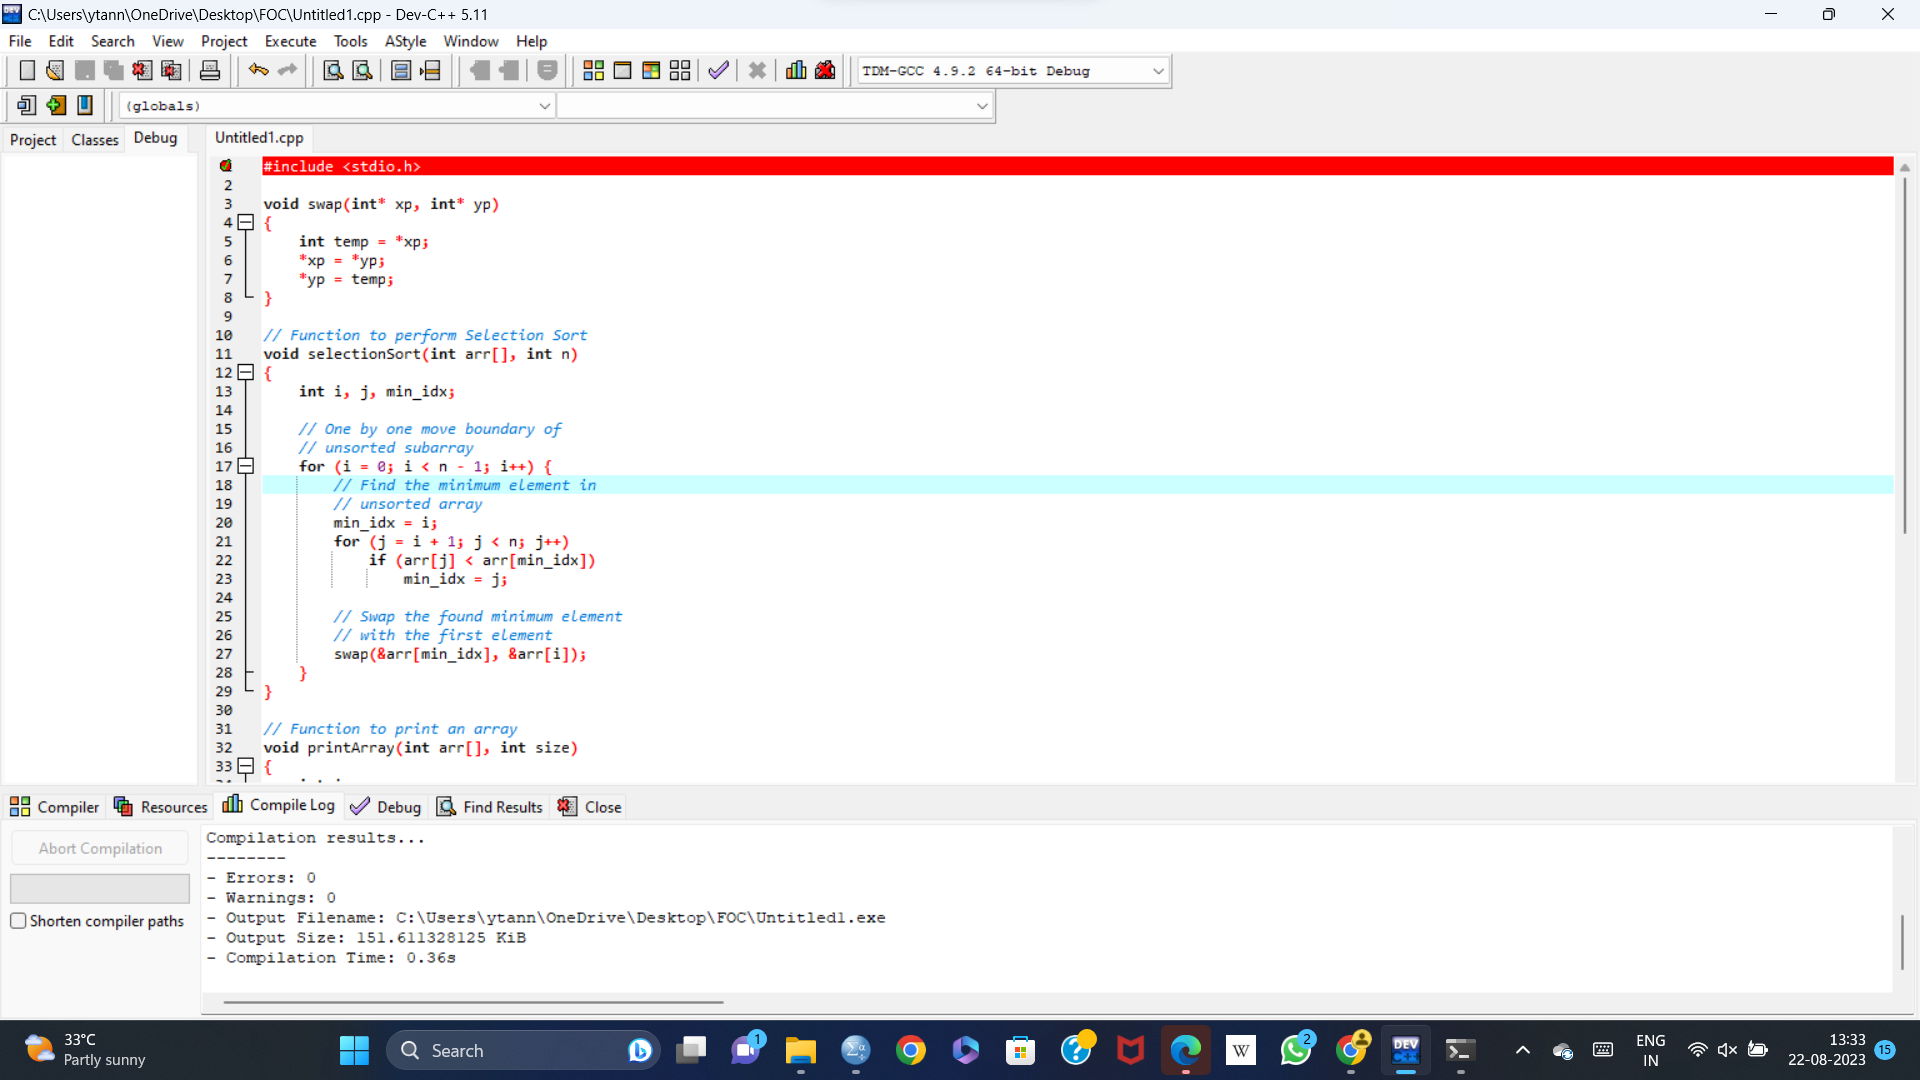 C:\Users\ytann\OneDrive\Desktop\FOC\Untitled1.cpp - Dev-C++ 5.11
File Edit Search View Project Execute Tools AStyle Window Help
TDM-GCC 4.9.2 64-bit Debug
(globals)
Project Classes Debug Untitled1.cpp
#include <stdio.h>
2
3 void swap(int* xp, int* yp)
4 {
5 int temp = *xp;
6 *xp = *yp;
7 *yp = temp;
8 }
9
10 // Function to perform Selection Sort
11 void selectionSort(int arr[], int n)
12 {
13 int i, j, min_idx;
14
15 // One by one move boundary of
16 // unsorted subarray
17 for (i = 0; i < n - 1; i++) {
18 // Find the minimum element in
19 // unsorted array
20 min_idx = i;
21 for (j = i + 1; j < n; j++)
22 if (arr[j] < arr[min_idx])
23 min_idx = j;
24
25 // Swap the found minimum element
26 // with the first element
27 swap(&arr[min_idx], &arr[i]);
28 }
29 }
30
31 // Function to print an array
32 void printArray(int arr[], int size)
33 {
Compiler Resources Compile Log Debug Find Results Close
Abort Compilation
Shorten compiler paths
Compilation results...
--------
- Errors: 0
- Warnings: 0
- Output Filename: C:\Users\ytann\OneDrive\Desktop\FOC\Untitled1.exe
- Output Size: 151.611328125 KiB
- Compilation Time: 0.36s
33°C
Partly sunny
Search
1
W
2
DEV
C++
ENG
IN
13:33
22-08-2023
15